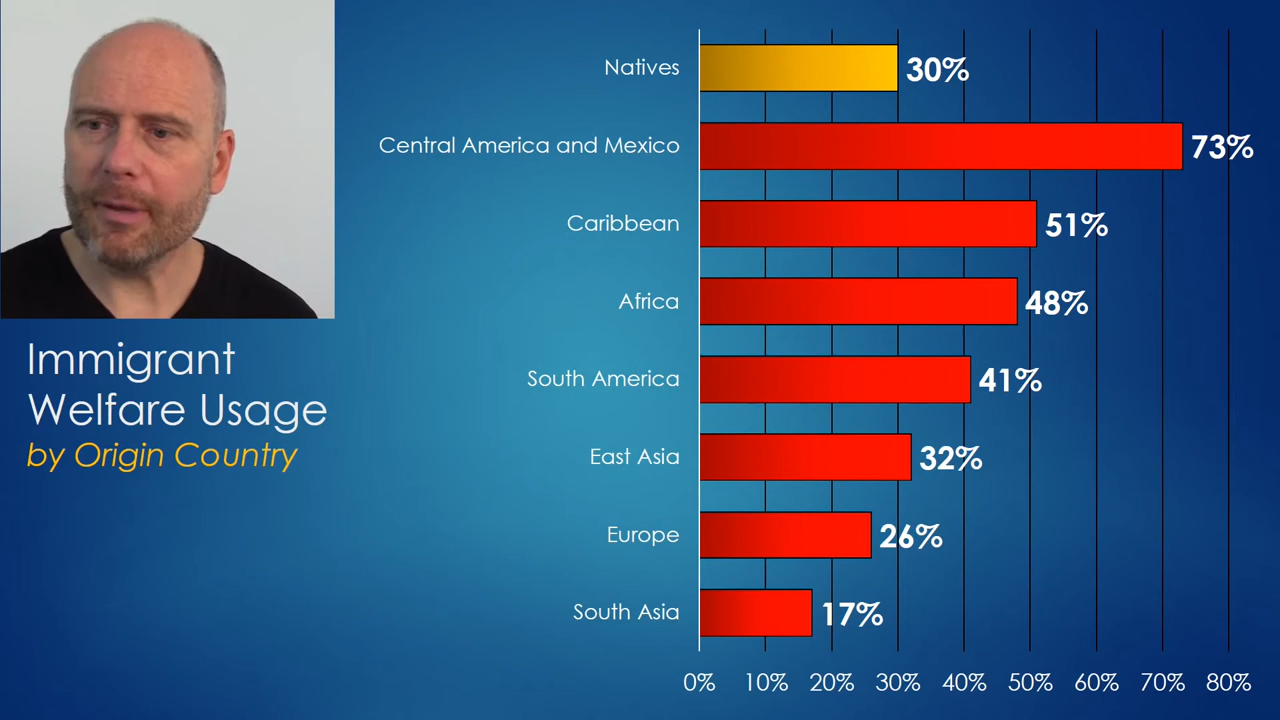 Natives
30%
Central America and Mexico
73%
Caribbean
51%
Africa
48%
South America
41%
East Asia
32%
Europe
26%
South Asia
17%
0% 10% 20% 30% 40% 50% 60% 70% 80%
Immigrant
Welfare Usage
by Origin Country